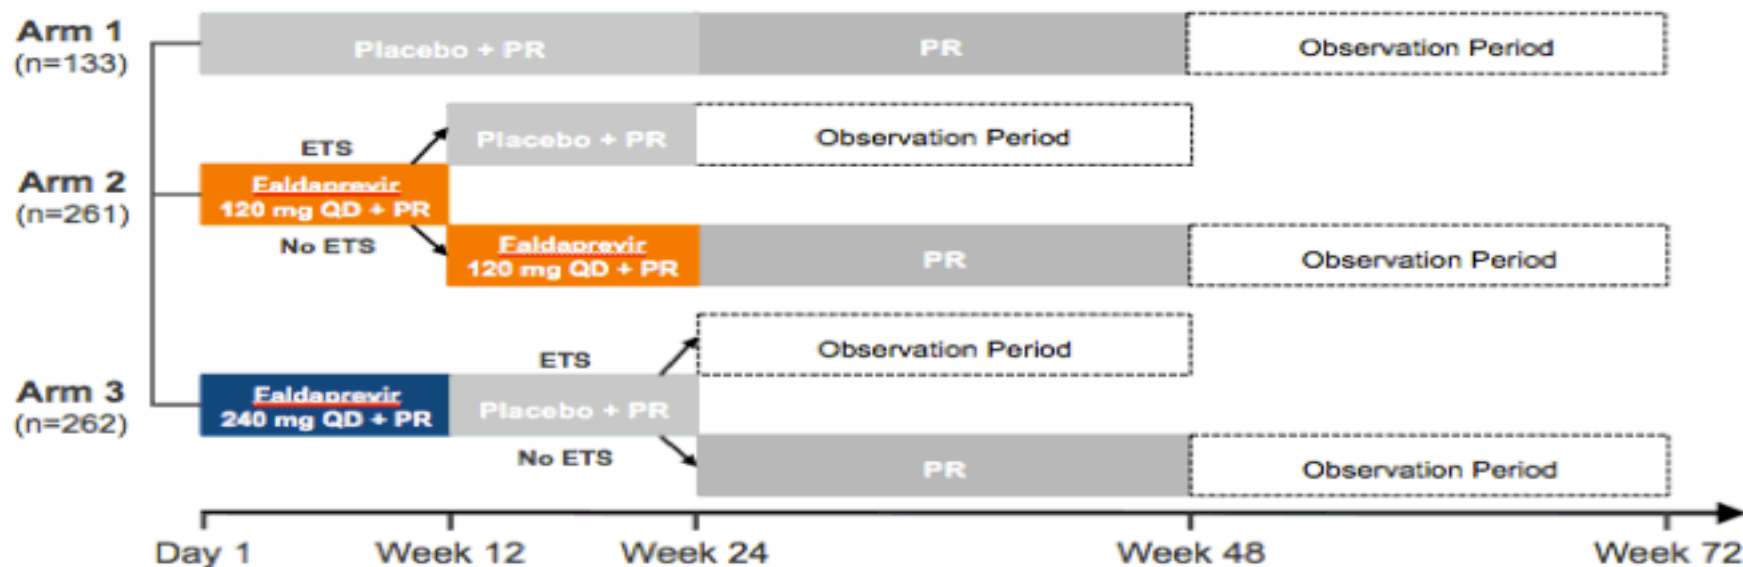 Arm 1
(n=133)
Placebo + PR
PR
Observation Period
ETS
Placebo + PR
Observation Period
Arm 2
(n=261)
Faldaprevir
120 mg QD + PR
No ETS
Faldaprevir
120 mg QD + PR
PR
Observation Period
ETS
Observation Period
Arm 3
(n=262)
Faldaprevir
240 mg QD + PR
Placebo + PR
No ETS
PR
Observation Period
Day 1
Week 12
Week 24
Week 48
Week 72